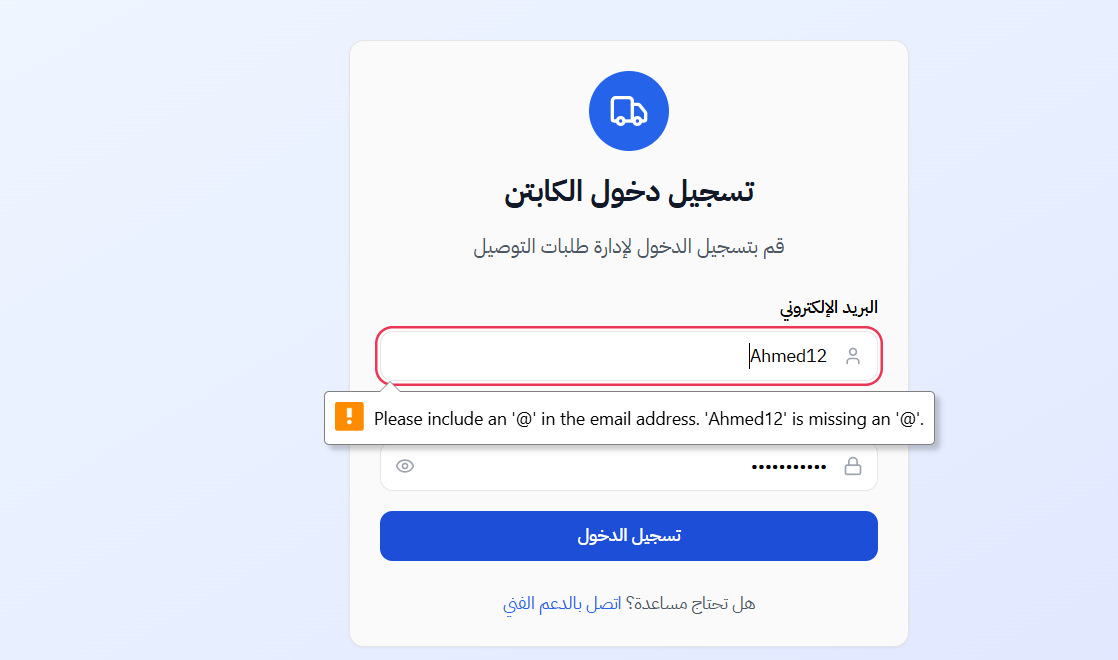 تسجيل دخول الكابتن
قم بتسجيل الدخول لإدارة طلبات التوصيل
البريد الإلكتروني
Ahmed12
Please include an '@' in the email address. 'Ahmed12' is missing an '@'.
•••••••••••
تسجيل الدخول
هل تحتاج مساعدة؟ اتصل بالدعم الفني